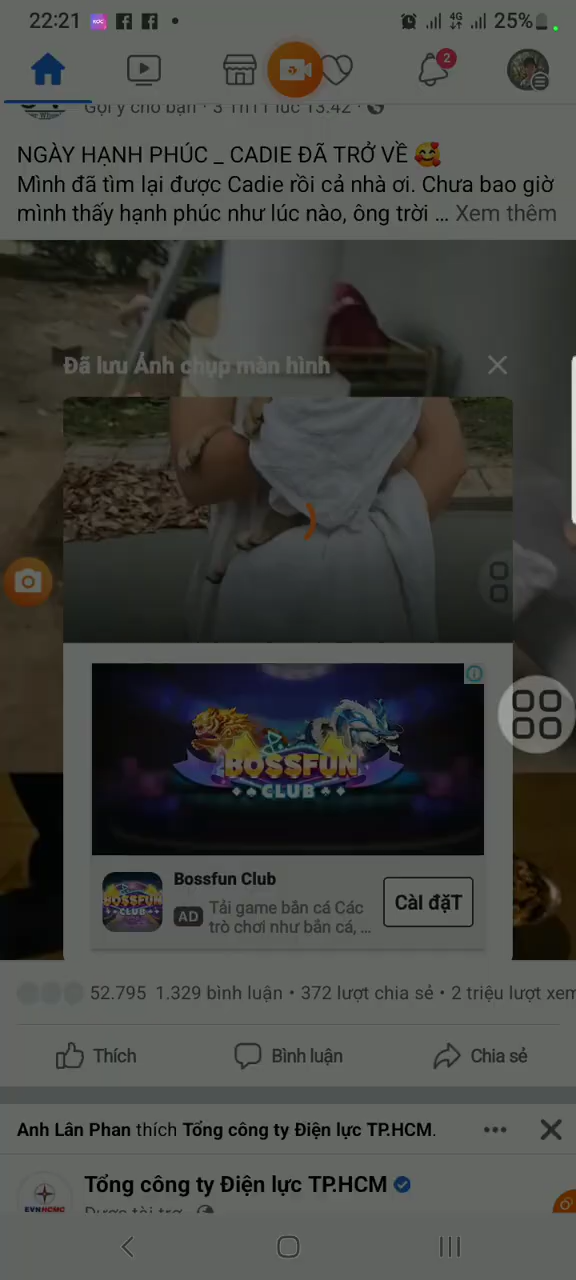 22:21
4G
25%
2
Gợi ý cho bạn · 3 Th11 lúc 13:42 ·
NGÀY HẠNH PHÚC _ CADIE ĐÃ TRỞ VỀ 🥰
Mình đã tìm lại được Cadie rồi cả nhà ơi. Chưa bao giờ
mình thấy hạnh phúc như lúc nào, ông trời ... Xem thêm
Đã lưu Ảnh chụp màn hình
BOSSFUN
CLUB
Bossfun Club
BOSSFUN
CLUB
AD Tải game bắn cá Các
trò chơi như bắn cá, ...
Cài đặT
52.795 1.329 bình luận • 372 lượt chia sẻ • 2 triệu lượt xem
Thích
Bình luận
Chia sẻ
Anh Lân Phan thích Tổng công ty Điện lực TP.HCM.
Tổng công ty Điện lực TP.HCM
EVNHCMC
Được tài trợ ·